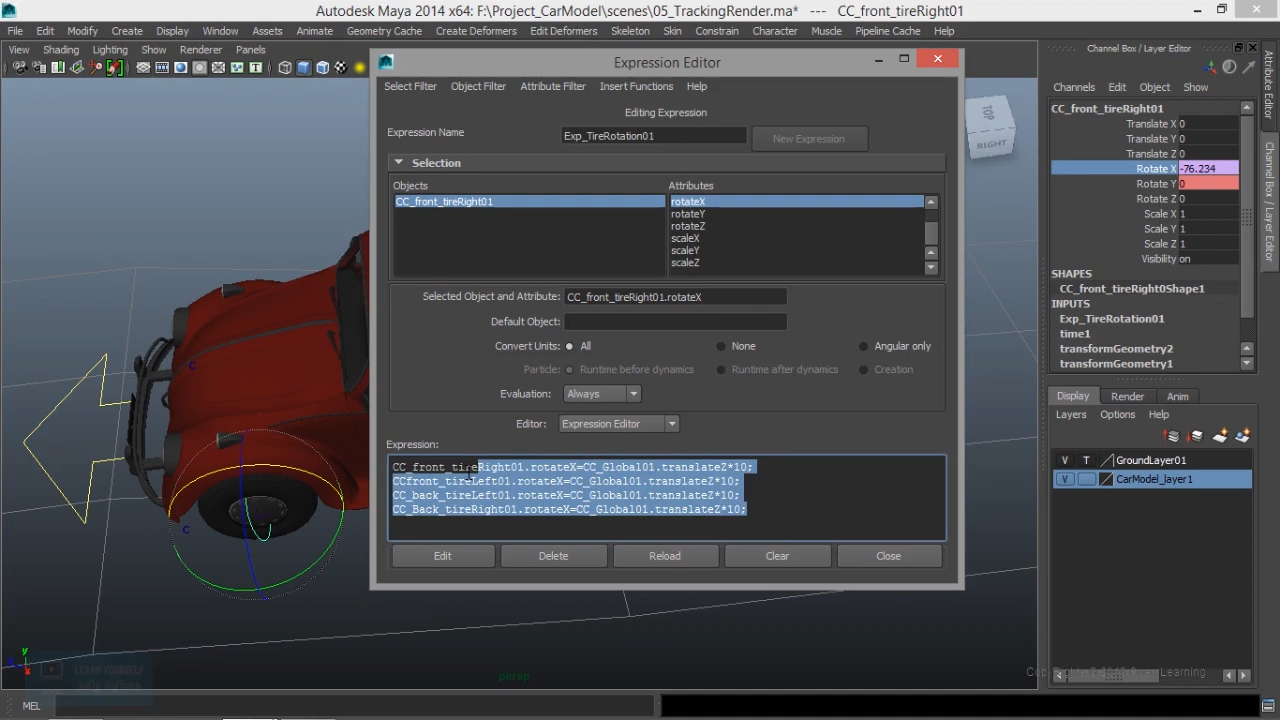 Autodesk Maya 2014 x64: F:\Project_CarModel\scenes\05_TrackingRender.ma* --- CC_front_tireRight01
File Edit Modify Create Display Window Assets Animate Geometry Cache Create Deformers Edit Deformers Skeleton Skin Constrain Character Muscle Pipeline Cache Help
View Shading Lighting Show Renderer Panels
TOP
RIGHT
Expression Editor
Select Filter Object Filter Attribute Filter Insert Functions Help
Editing Expression
Expression Name Exp_TireRotation01 New Expression
Selection
Objects Attributes
CC_front_tireRight01 rotateX
rotateY
rotateZ
scaleX
scaleY
scaleZ
Selected Object and Attribute: CC_front_tireRight01.rotateX
Default Object:
Convert Units: All None Angular only
Particle: Runtime before dynamics Runtime after dynamics Creation
Evaluation: Always
Editor: Expression Editor
Expression:
CC_front_tireRight01.rotateX=CC_Global01.translateZ*10;
CCfront_tireLeft01.rotateX=CC_Global01.translateZ*10;
CC_back_tireLeft01.rotateX=CC_Global01.translateZ*10;
CC_Back_tireRight01.rotateX=CC_Global01.translateZ*10;
Edit Delete Reload Clear Close
Channel Box / Layer Editor
Channels Edit Object Show
CC_front_tireRight01
Translate X 0
Translate Y 0
Translate Z 0
Rotate X -76.234
Rotate Y 0
Rotate Z 0
Scale X 1
Scale Y 1
Scale Z 1
Visibility on
SHAPES
CC_front_tireRight0Shape1
INPUTS
Exp_TireRotation01
time1
transformGeometry2
transformGeometry1
Display Render Anim
Layers Options Help
V T GroundLayer01
V CarModel_layer1
Attribute Editor
Channel Box / Layer Editor
C
C
y
persp
LEARN YOURSELF
MEL